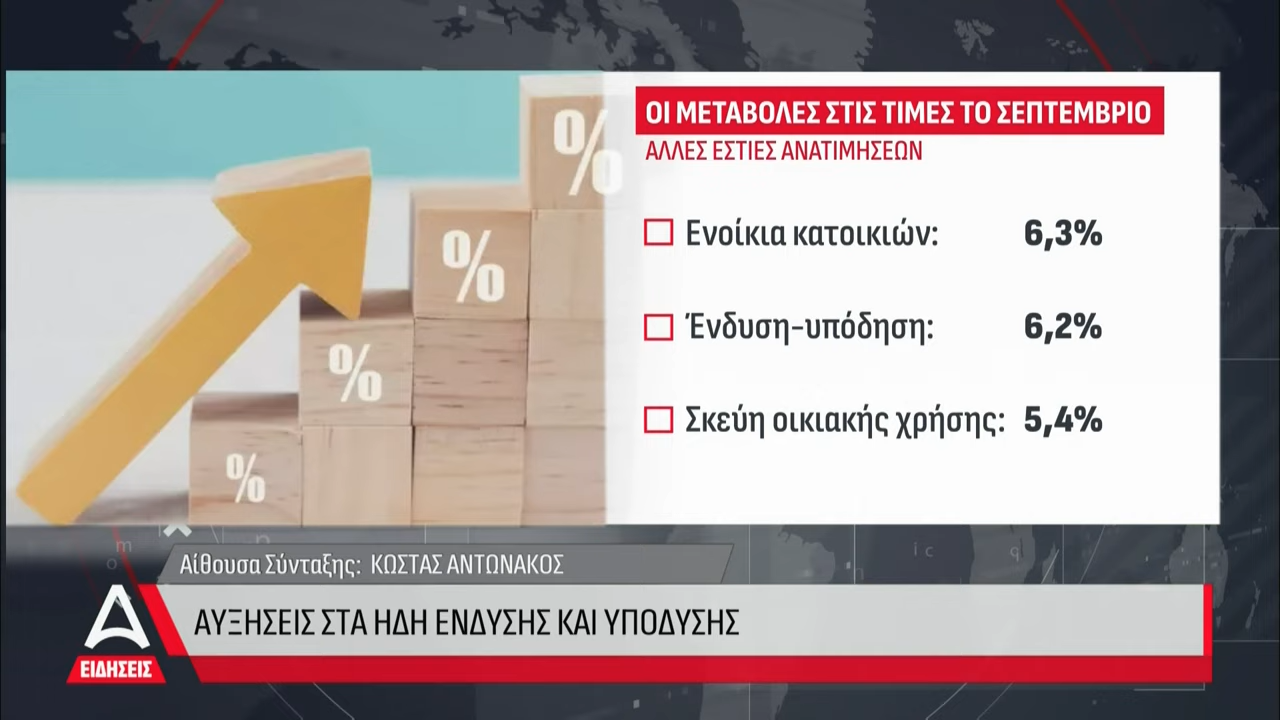 ΟΙ ΜΕΤΑΒΟΛΕΣ ΣΤΙΣ ΤΙΜΕΣ ΤΟ ΣΕΠΤΕΜΒΡΙΟ
ΑΛΛΕΣ ΕΣΤΙΕΣ ΑΝΑΤΙΜΗΣΕΩΝ
Ενοίκια κατοικιών: 6,3%
Ένδυση-υπόδηση: 6,2%
Σκεύη οικιακής χρήσης: 5,4%
%
%
%
%
Αίθουσα Σύνταξης: ΚΩΣΤΑΣ ΑΝΤΩΝΑΚΟΣ
ΑΥΞΗΣΕΙΣ ΣΤΑ ΗΔΗ ΕΝΔΥΣΗΣ ΚΑΙ ΥΠΟΔΥΣΗΣ
ΕΙΔΗΣΕΙΣ